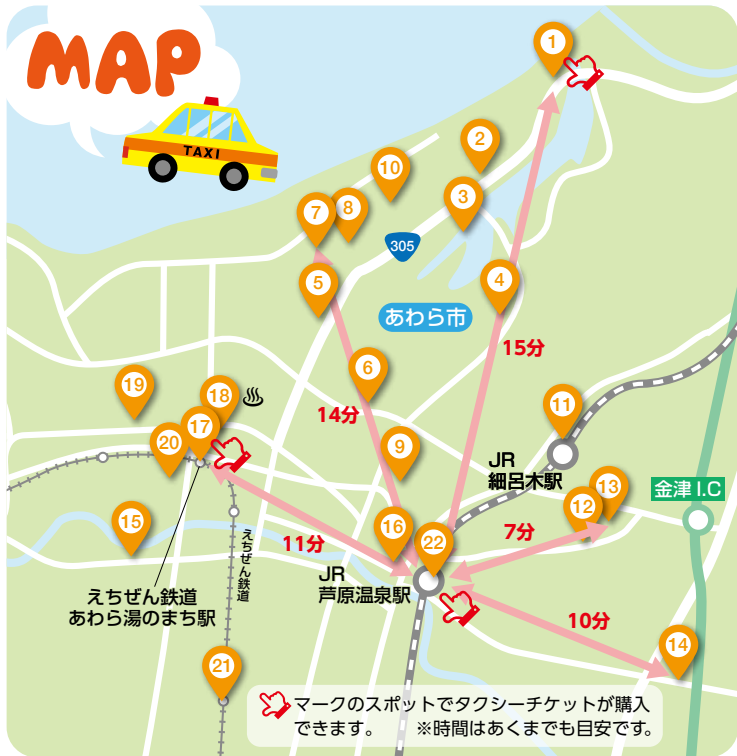 MAP
TAXI
1
2
10
3
7
8
305
5
4
あわら市
15分
6
19
18
14分
11
17
20
9
JR
細呂木駅
13
12
金津 I.C
15
16
7分
11分
22
えちぜん鉄道
JR
芦原温泉駅
えちぜん鉄道
あわら湯のまち駅
10分
14
21
マークのスポットでタクシーチケットが購入
できます。 ※時間はあくまでも目安です。